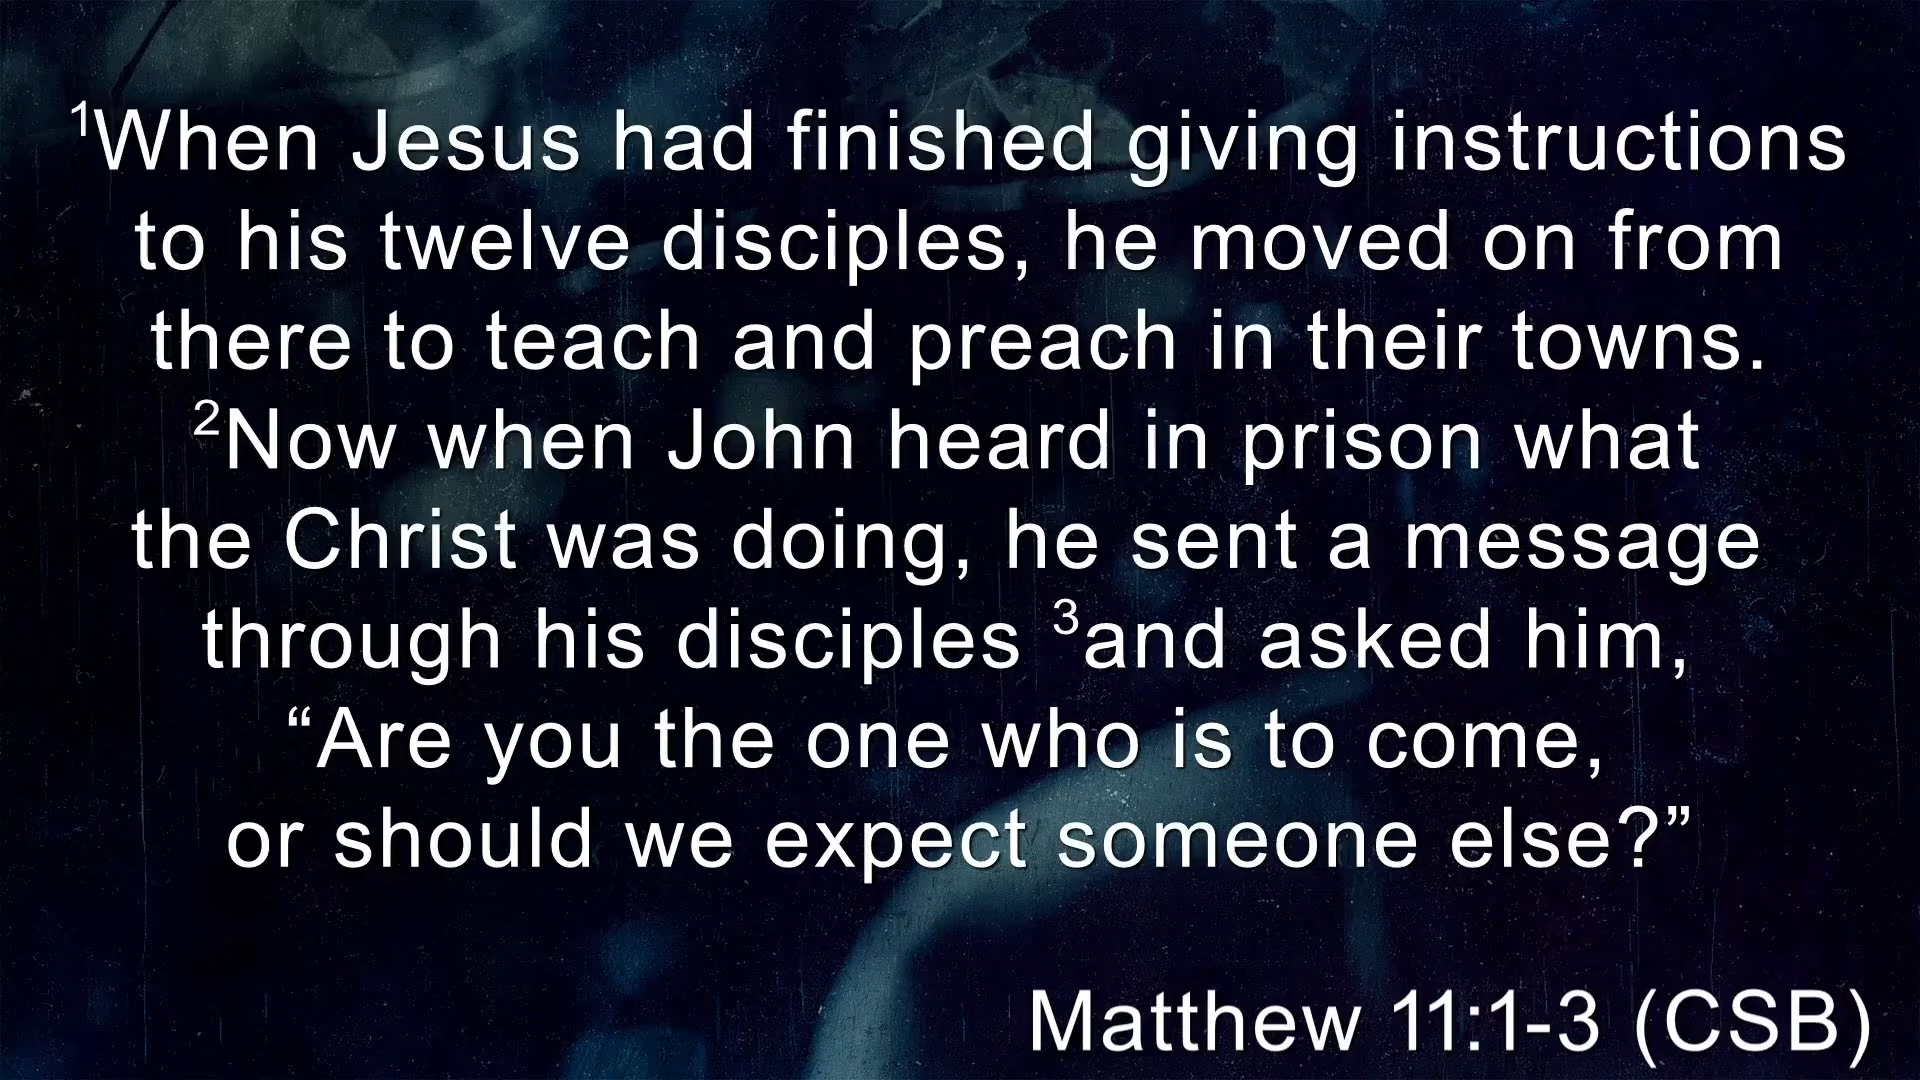 ¹When Jesus had finished giving instructions
to his twelve disciples, he moved on from
there to teach and preach in their towns.
²Now when John heard in prison what
the Christ was doing, he sent a message
through his disciples ³and asked him,
“Are you the one who is to come,
or should we expect someone else?”
Matthew 11:1-3 (CSB)